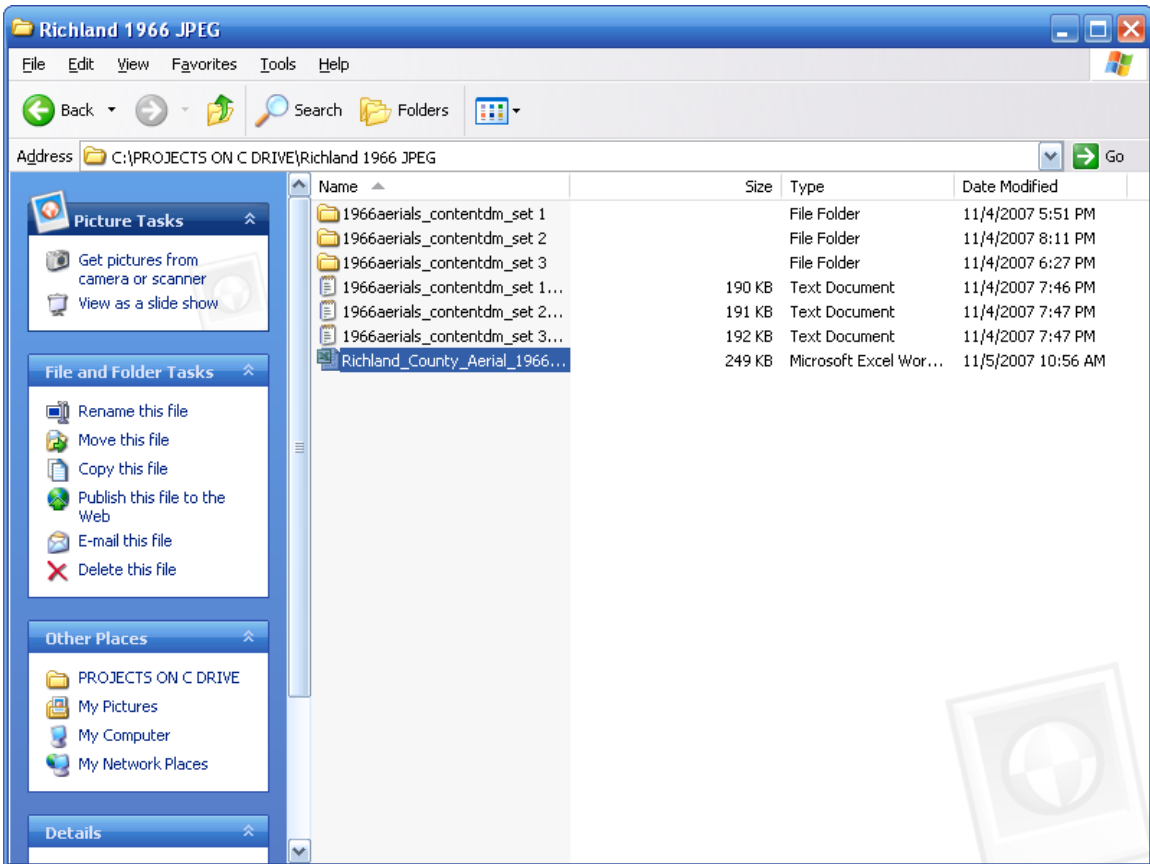 Richland 1966 JPEG
File Edit View Favorites Tools Help
Back Search Folders
Address C:\PROJECTS ON C DRIVE\Richland 1966 JPEG Go
Picture Tasks
Get pictures from
camera or scanner
View as a slide show
File and Folder Tasks
Rename this file
Move this file
Copy this file
Publish this file to the
Web
E-mail this file
Delete this file
Other Places
PROJECTS ON C DRIVE
My Pictures
My Computer
My Network Places
Details
Name Size Type Date Modified
1966aerials_contentdm_set 1 File Folder 11/4/2007 5:51 PM
1966aerials_contentdm_set 2 File Folder 11/4/2007 8:11 PM
1966aerials_contentdm_set 3 File Folder 11/4/2007 6:27 PM
1966aerials_contentdm_set 1... 190 KB Text Document 11/4/2007 7:46 PM
1966aerials_contentdm_set 2... 191 KB Text Document 11/4/2007 7:47 PM
1966aerials_contentdm_set 3... 192 KB Text Document 11/4/2007 7:47 PM
Richland_County_Aerial_1966... 249 KB Microsoft Excel Wor... 11/5/2007 10:56 AM